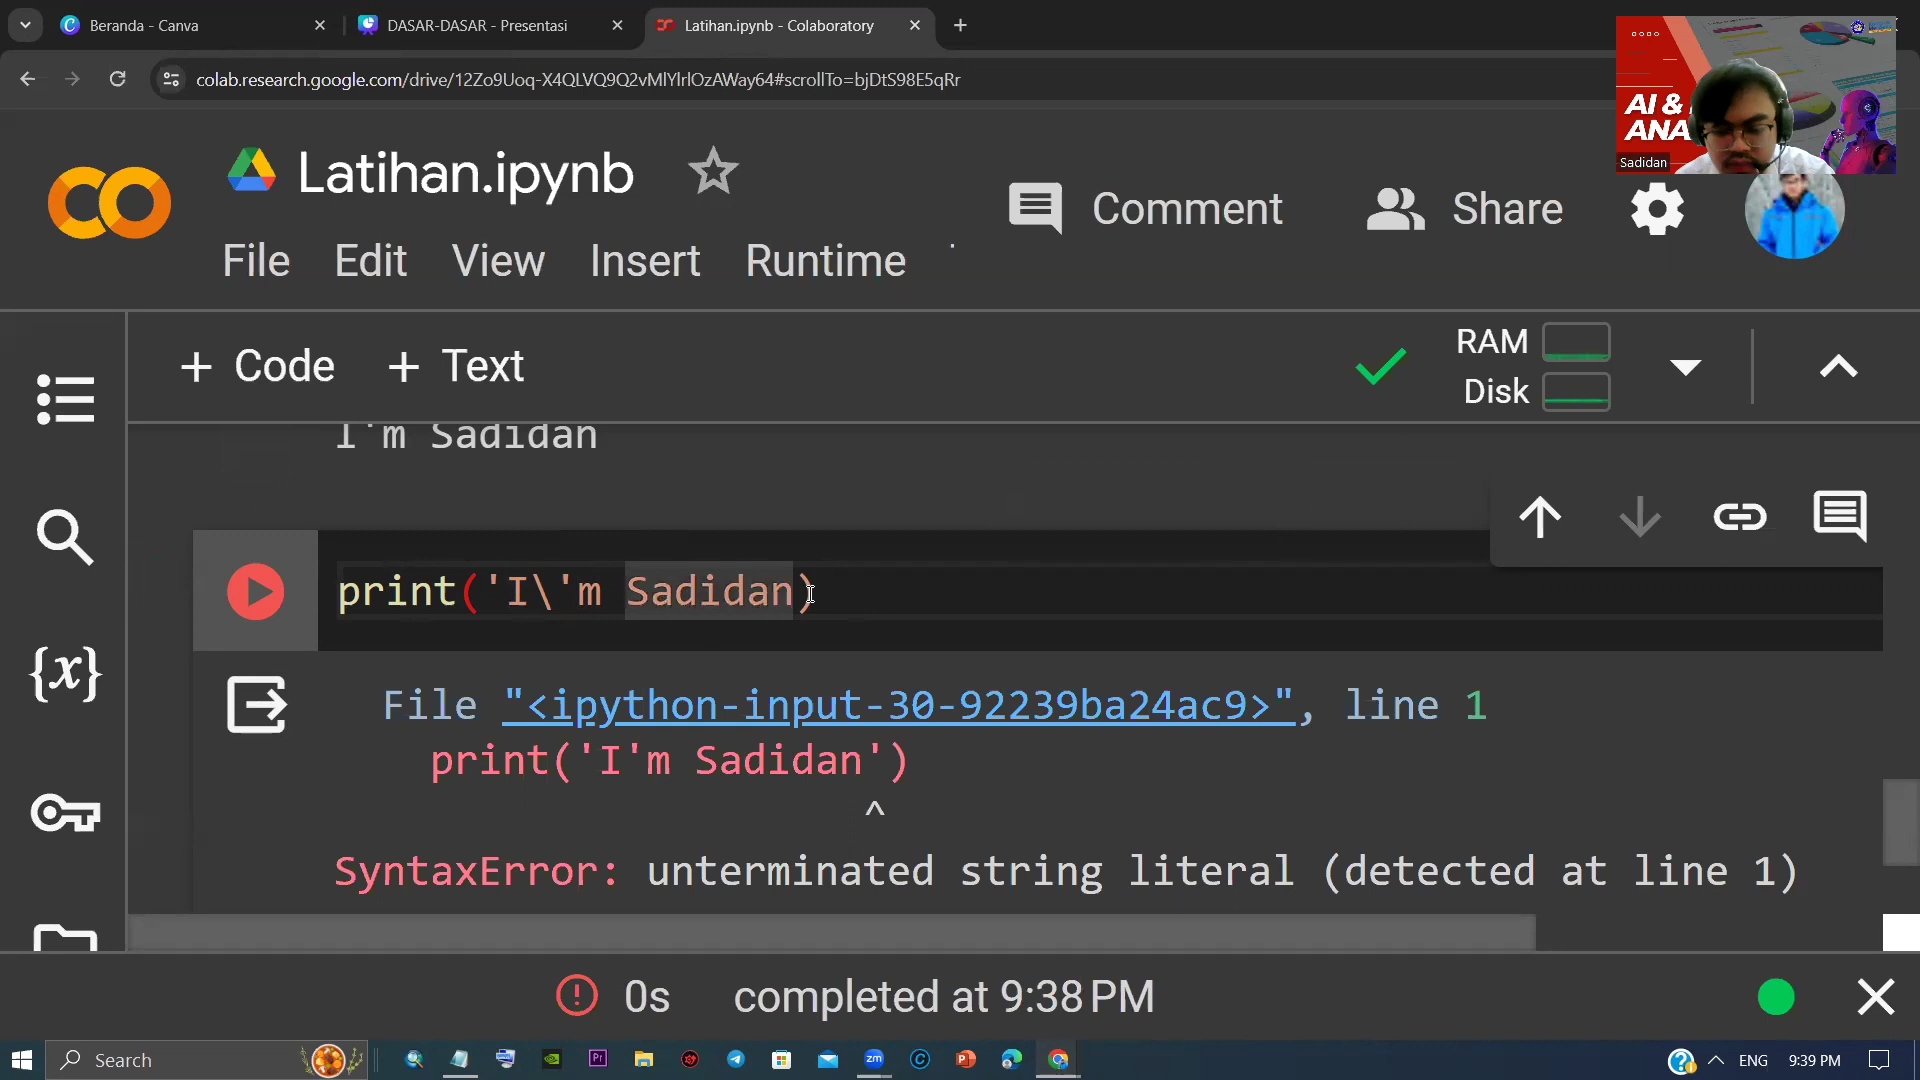 Beranda - Canva
DASAR-DASAR - Presentasi
Latihan.ipynb - Colaboratory
colab.research.google.com/drive/12Zo9Uoq-X4QLVQ9Q2vMlYlrlOzAWay64#scrollTo=bjDtS98E5qRr
AI &
ANA
Sadidan
Latihan.ipynb
Comment
Share
File Edit View Insert Runtime
+ Code + Text
RAM
Disk
I'm Sadidan
print('I\'m Sadidan)
File "<ipython-input-30-92239ba24ac9>", line 1
print('I'm Sadidan')
^
SyntaxError: unterminated string literal (detected at line 1)
0s completed at 9:38 PM
Search
ENG 9:39 PM